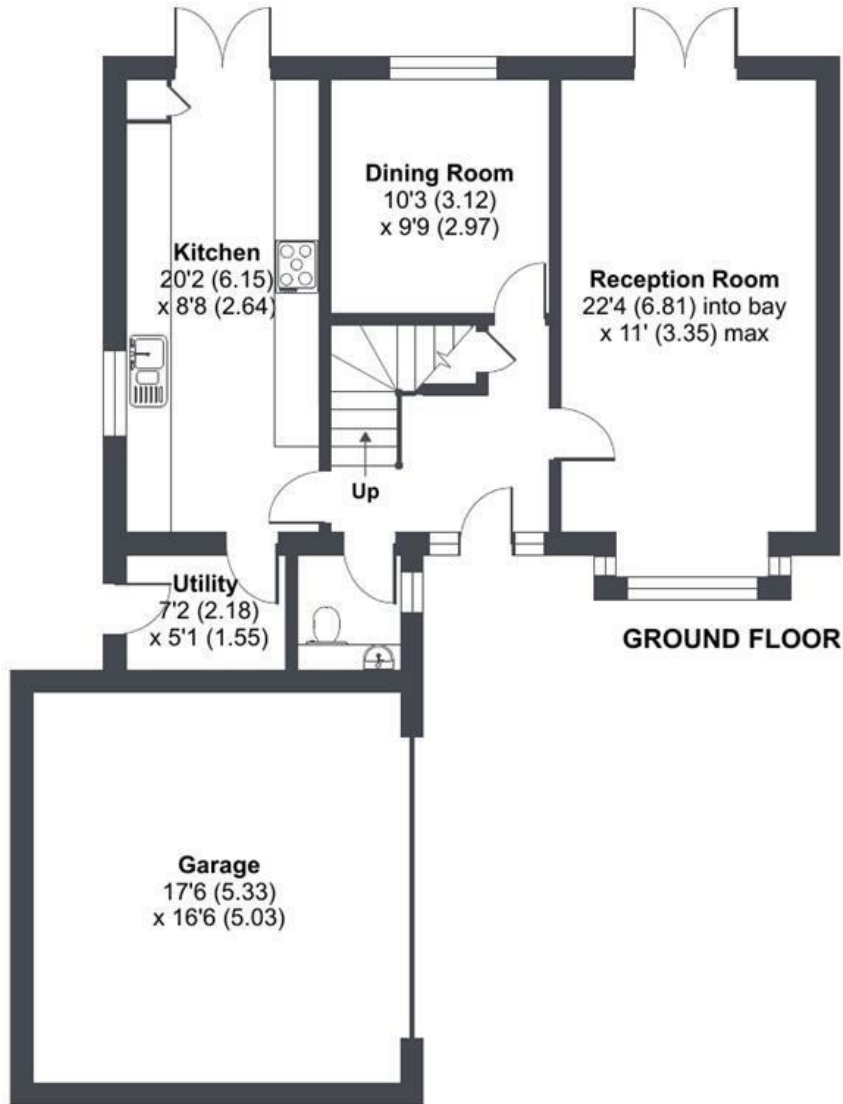 Dining Room
10'3 (3.12)
x 9'9 (2.97)
Kitchen
20'2 (6.15)
x 8'8 (2.64)
Reception Room
22'4 (6.81) into bay
x 11' (3.35) max
Up
Utility
7'2 (2.18)
x 5'1 (1.55)
GROUND FLOOR
Garage
17'6 (5.33)
x 16'6 (5.03)